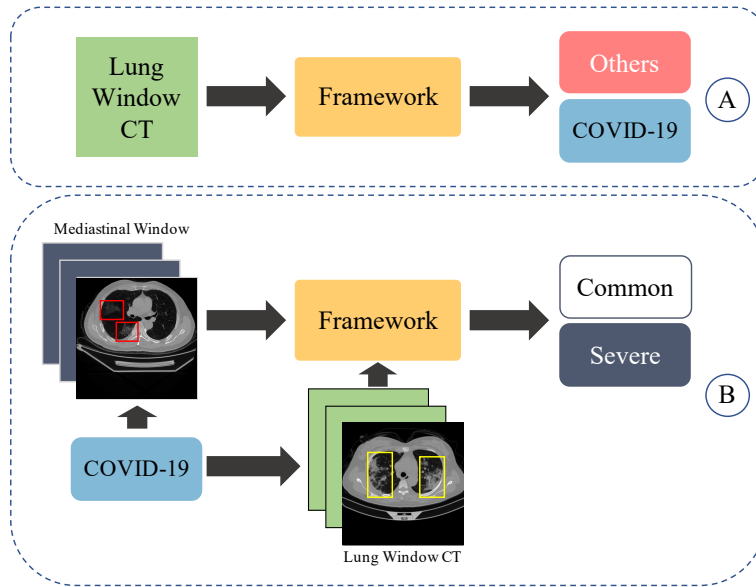 Lung
Window
CT
Framework
Others
COVID-19
A
Mediastinal Window
Framework
Common
Severe
B
COVID-19
Lung Window CT